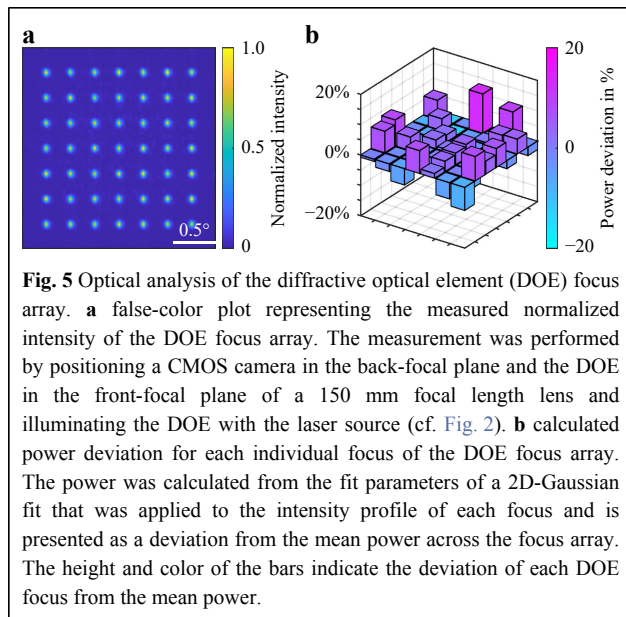 a
b
1.0
0.5
0
Normalized intensity
0.5°
20%
0%
−20%
20
0
−20
Power deviation in %
Fig. 5 Optical analysis of the diffractive optical element (DOE) focus
array. a false-color plot representing the measured normalized
intensity of the DOE focus array. The measurement was performed
by positioning a CMOS camera in the back-focal plane and the DOE
in the front-focal plane of a 150 mm focal length lens and
illuminating the DOE with the laser source (cf. Fig. 2). b calculated
power deviation for each individual focus of the DOE focus array.
The power was calculated from the fit parameters of a 2D-Gaussian
fit that was applied to the intensity profile of each focus and is
presented as a deviation from the mean power across the focus array.
The height and color of the bars indicate the deviation of each DOE
focus from the mean power.